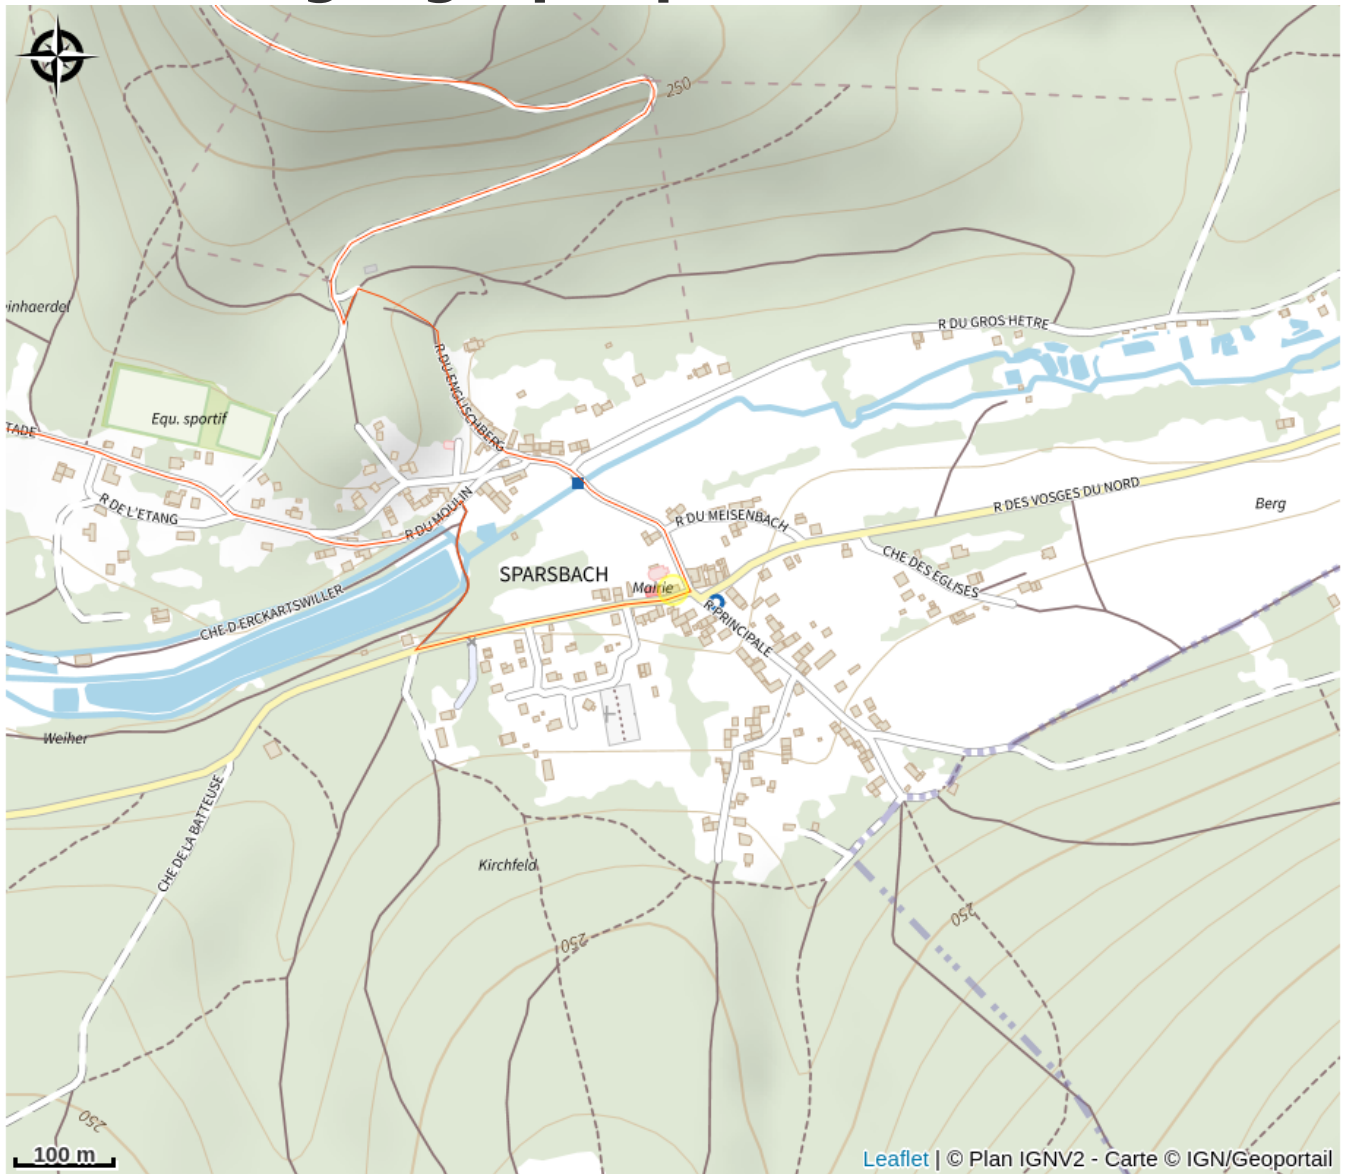 250
einhaerdel
R DU GROS HETRE
R DU ENGLISCHBERG
Equ. sportif
TADE
R DE L'ETANG
R DU MOULIN
R DU MEISENBACH
R DES VOSGES DU NORD
Berg
CHE DES EGLISES
SPARSBACH
Mairie
R PRINCIPALE
CHE D ERCKARTSWILLER
Weiher
CHE DE LA BATTEUSE
Kirchfeld
250
250
250
100 m
Leaflet | © Plan IGNV2 - Carte © IGN/Geoportail